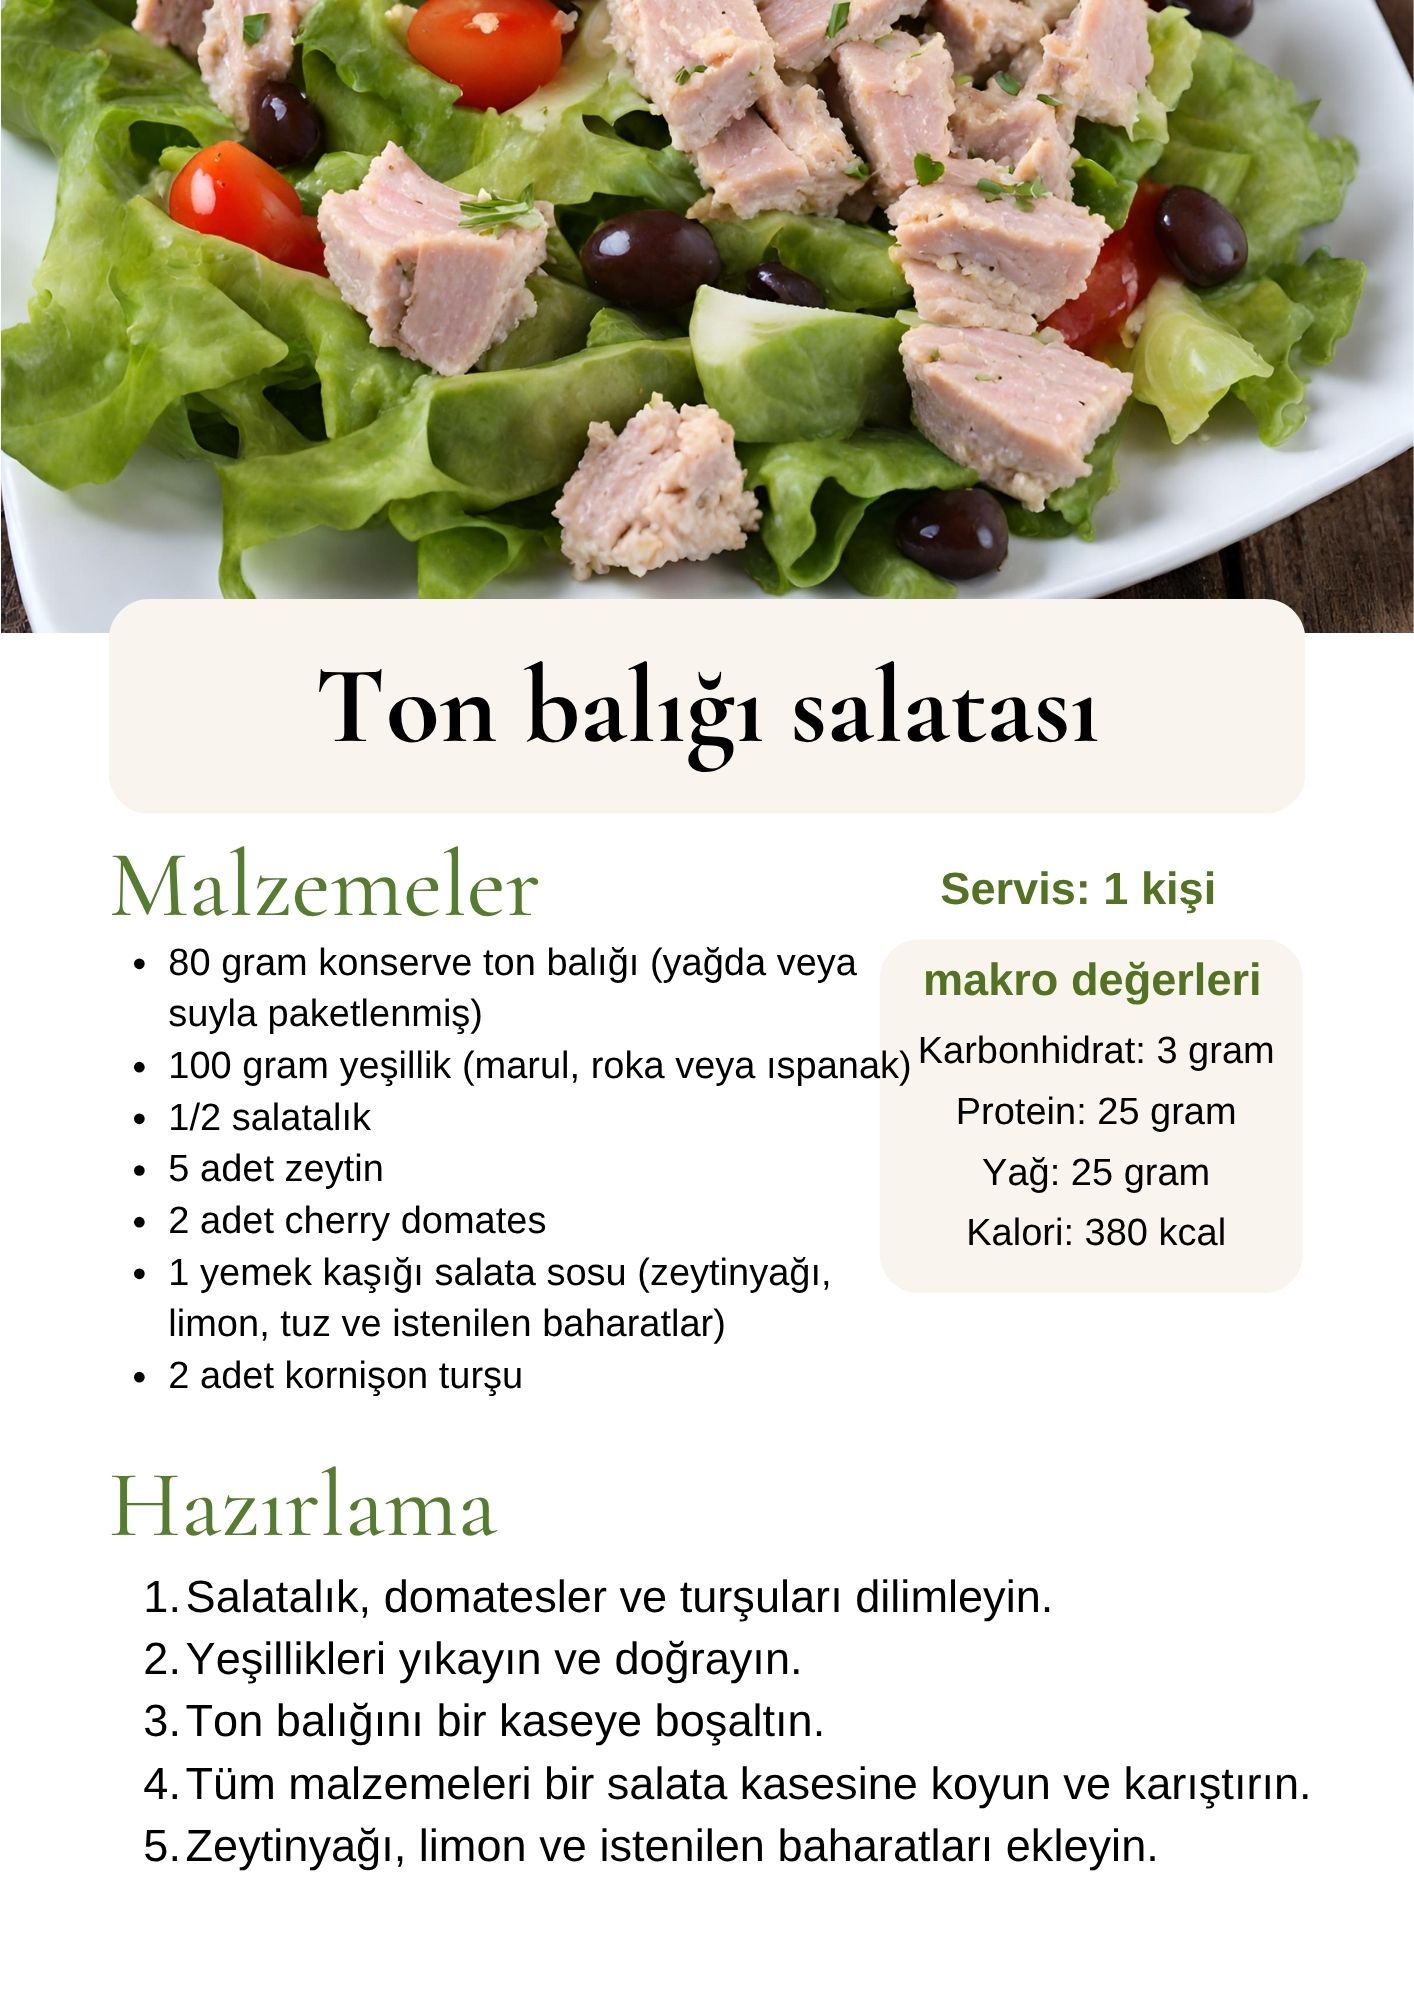 Ton balığı salatası
Malzemeler
• 80 gram konserve ton balığı (yağda veya
suyla paketlenmiş)
• 100 gram yeşillik (marul, roka veya ıspanak)
• 1/2 salatalık
• 5 adet zeytin
• 2 adet cherry domates
• 1 yemek kaşığı salata sosu (zeytinyağı,
limon, tuz ve istenilen baharatlar)
• 2 adet kornişon turşu
Servis: 1 kişi
makro değerleri
Karbonhidrat: 3 gram
Protein: 25 gram
Yağ: 25 gram
Kalori: 380 kcal
Hazırlama
1. Salatalık, domatesler ve turşuları dilimleyin.
2. Yeşillikleri yıkayın ve doğrayın.
3. Ton balığını bir kaseye boşaltın.
4. Tüm malzemeleri bir salata kasesine koyun ve karıştırın.
5. Zeytinyağı, limon ve istenilen baharatları ekleyin.